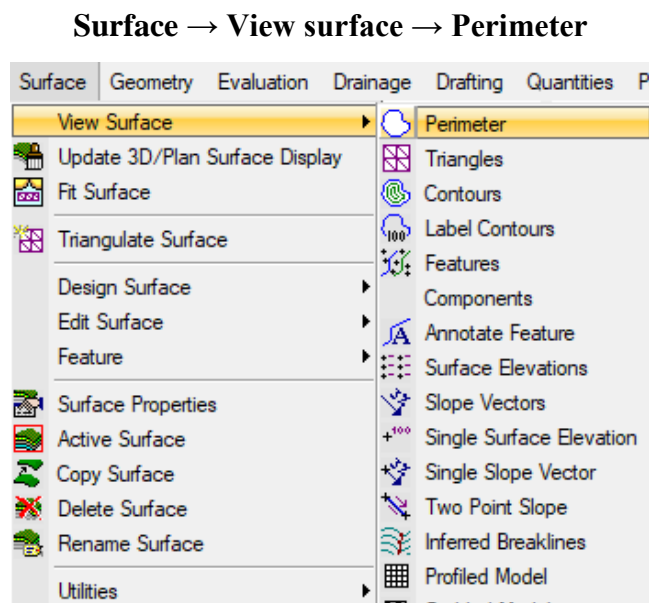 Surface → View surface → Perimeter
Surface Geometry Evaluation Drainage Drafting Quantities P
View Surface
Update 3D/Plan Surface Display
Fit Surface
Triangulate Surface
Design Surface
Edit Surface
Feature
Surface Properties
Active Surface
Copy Surface
Delete Surface
Rename Surface
Utilities
Perimeter
Triangles
Contours
100
Label Contours
Features
Components
A
Annotate Feature
Surface Elevations
Slope Vectors
+100
Single Surface Elevation
Single Slope Vector
Two Point Slope
Inferred Breaklines
Profiled Model